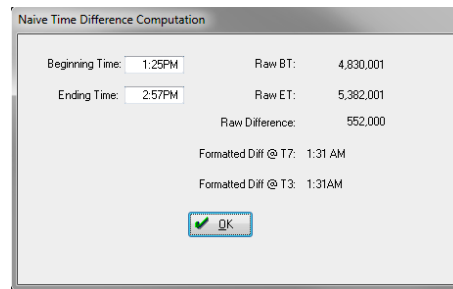 Naive Time Difference Computation
Beginning Time: 1:25PM Raw BT: 4,830,001
Ending Time: 2:57PM Raw ET: 5,382,001
Raw Difference: 552,000
Formatted Diff @ T7: 1:31 AM
Formatted Diff @ T3: 1:31AM
OK